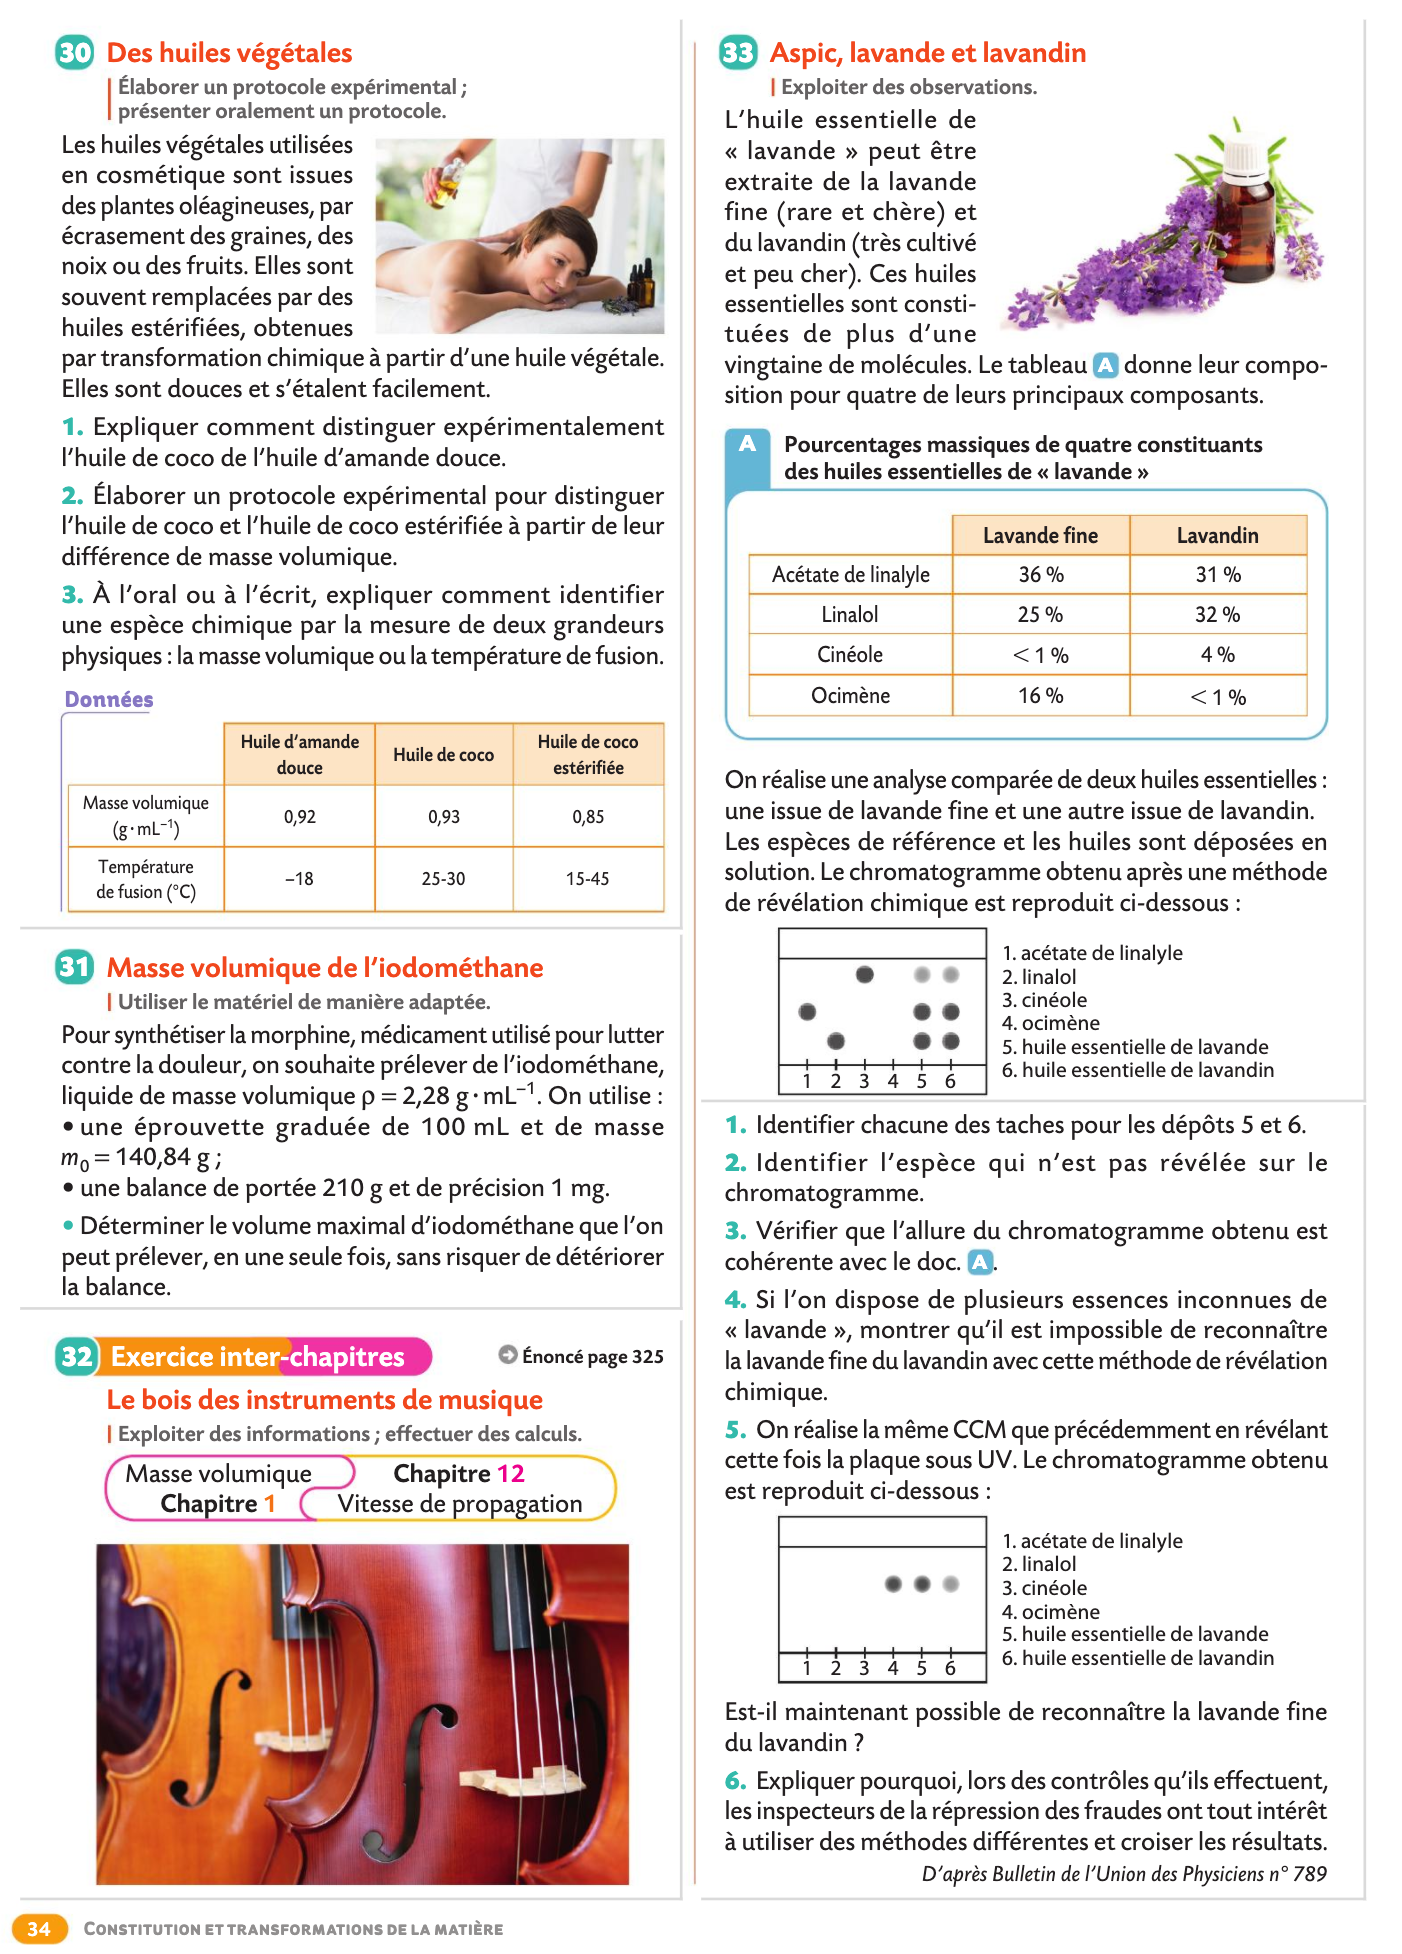 30 Des huiles végétales
Élaborer un protocole expérimental ;
présenter oralement un protocole.
Les huiles végétales utilisées
en cosmétique sont issues
des plantes oléagineuses, par
écrasement des graines, des
noix ou des fruits. Elles sont
souvent remplacées par des
huiles estérifiées, obtenues
par transformation chimique à partir d'une huile végétale.
Elles sont douces et s'étalent facilement.
1. Expliquer comment distinguer expérimentalement
l'huile de coco de l'huile d'amande douce.
2. Élaborer un protocole expérimental pour distinguer
l'huile de coco et l'huile de coco estérifiée à partir de leur
différence de masse volumique.
3. À l'oral ou à l'écrit, expliquer comment identifier
une espèce chimique par la mesure de deux grandeurs
physiques : la masse volumique ou la température de fusion.
Données
Huile d'amande
douce
Huile de coco
Huile de coco
estérifiée
Masse volumique
(g·mL⁻¹)
0,92
0,93
0,85
Température
de fusion (°C)
–18
25-30
15-45
31 Masse volumique de l'iodométhane
Utiliser le matériel de manière adaptée.
Pour synthétiser la morphine, médicament utilisé pour lutter
contre la douleur, on souhaite prélever de l'iodométhane,
liquide de masse volumique ρ = 2,28 g·mL⁻¹. On utilise :
• une éprouvette graduée de 100 mL et de masse
m₀ = 140,84 g ;
• une balance de portée 210 g et de précision 1 mg.
• Déterminer le volume maximal d'iodométhane que l'on
peut prélever, en une seule fois, sans risquer de détériorer
la balance.
32 Exercice inter-chapitres
Énoncé page 325
Le bois des instruments de musique
Exploiter des informations ; effectuer des calculs.
Masse volumique
Chapitre 1
Chapitre 12
Vitesse de propagation
33 Aspic, lavande et lavandin
Exploiter des observations.
L'huile essentielle de
« lavande » peut être
extraite de la lavande
fine (rare et chère) et
du lavandin (très cultivé
et peu cher). Ces huiles
essentielles sont consti-
tuées de plus d'une
vingtaine de molécules. Le tableau A donne leur compo-
sition pour quatre de leurs principaux composants.
A Pourcentages massiques de quatre constituants
des huiles essentielles de « lavande »
Lavande fine Lavandin
Acétate de linalyle 36 % 31 %
Linalol 25 % 32 %
Cinéole < 1 % 4 %
Ocimène 16 % < 1 %
On réalise une analyse comparée de deux huiles essentielles :
une issue de lavande fine et une autre issue de lavandin.
Les espèces de référence et les huiles sont déposées en
solution. Le chromatogramme obtenu après une méthode
de révélation chimique est reproduit ci-dessous :
1 2 3 4 5 6
1. acétate de linalyle
2. linalol
3. cinéole
4. ocimène
5. huile essentielle de lavande
6. huile essentielle de lavandin
1. Identifier chacune des taches pour les dépôts 5 et 6.
2. Identifier l'espèce qui n'est pas révélée sur le
chromatogramme.
3. Vérifier que l'allure du chromatogramme obtenu est
cohérente avec le doc. A.
4. Si l'on dispose de plusieurs essences inconnues de
« lavande », montrer qu'il est impossible de reconnaître
la lavande fine du lavandin avec cette méthode de révélation
chimique.
5. On réalise la même CCM que précédemment en révélant
cette fois la plaque sous UV. Le chromatogramme obtenu
est reproduit ci-dessous :
1 2 3 4 5 6
1. acétate de linalyle
2. linalol
3. cinéole
4. ocimène
5. huile essentielle de lavande
6. huile essentielle de lavandin
Est-il maintenant possible de reconnaître la lavande fine
du lavandin ?
6. Expliquer pourquoi, lors des contrôles qu'ils effectuent,
les inspecteurs de la répression des fraudes ont tout intérêt
à utiliser des méthodes différentes et croiser les résultats.
D'après Bulletin de l'Union des Physiciens n° 789
34 CONSTITUTION ET TRANSFORMATIONS DE LA MATIÈRE